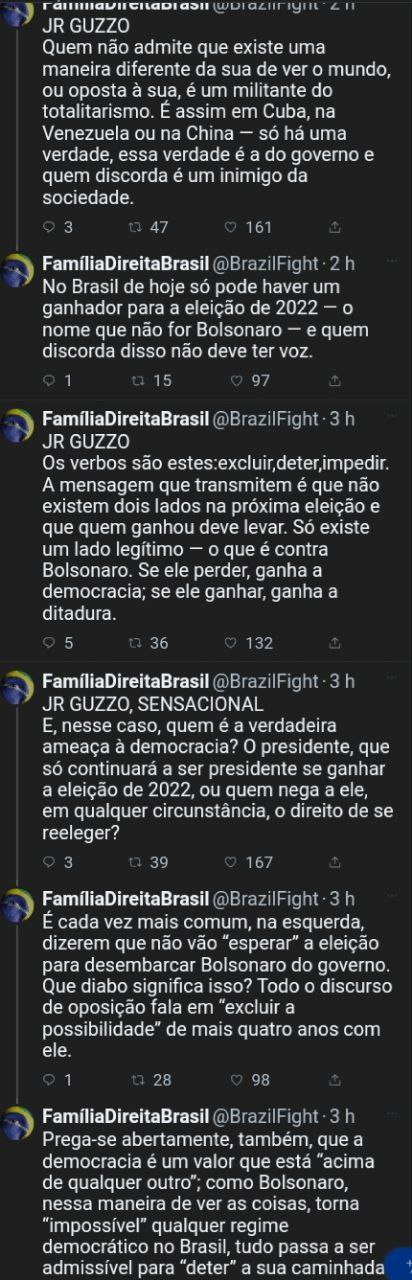 FamíliaDireitaBrasil @BrazilFight · 2 h
JR GUZZO
Quem não admite que existe uma
maneira diferente da sua de ver o mundo,
ou oposta à sua, é um militante do
totalitarismo. É assim em Cuba, na
Venezuela ou na China — só há uma
verdade, essa verdade é a do governo e
quem discorda é um inimigo da
sociedade.
3 47 161
FamíliaDireitaBrasil @BrazilFight · 2 h
No Brasil de hoje só pode haver um
ganhador para a eleição de 2022 — o
nome que não for Bolsonaro — e quem
discorda disso não deve ter voz.
1 15 97
FamíliaDireitaBrasil @BrazilFight · 3 h
JR GUZZO
Os verbos são estes:excluir,deter,impedir.
A mensagem que transmitem é que não
existem dois lados na próxima eleição e
que quem ganhou deve levar. Só existe
um lado legítimo — o que é contra
Bolsonaro. Se ele perder, ganha a
democracia; se ele ganhar, ganha a
ditadura.
5 36 132
FamíliaDireitaBrasil @BrazilFight · 3 h
JR GUZZO, SENSACIONAL
E, nesse caso, quem é a verdadeira
ameaça à democracia? O presidente, que
só continuará a ser presidente se ganhar
a eleição de 2022, ou quem nega a ele,
em qualquer circunstância, o direito de se
reeleger?
3 39 167
FamíliaDireitaBrasil @BrazilFight · 3 h
É cada vez mais comum, na esquerda,
dizerem que não vão “esperar” a eleição
para desembarcar Bolsonaro do governo.
Que diabo significa isso? Todo o discurso
de oposição fala em “excluir a
possibilidade” de mais quatro anos com
ele.
1 28 98
FamíliaDireitaBrasil @BrazilFight · 3 h
Prega-se abertamente, também, que a
democracia é um valor que está “acima
de qualquer outro”; como Bolsonaro,
nessa maneira de ver as coisas, torna
“impossível” qualquer regime
democrático no Brasil, tudo passa a ser
admissível para “deter” a sua caminhada